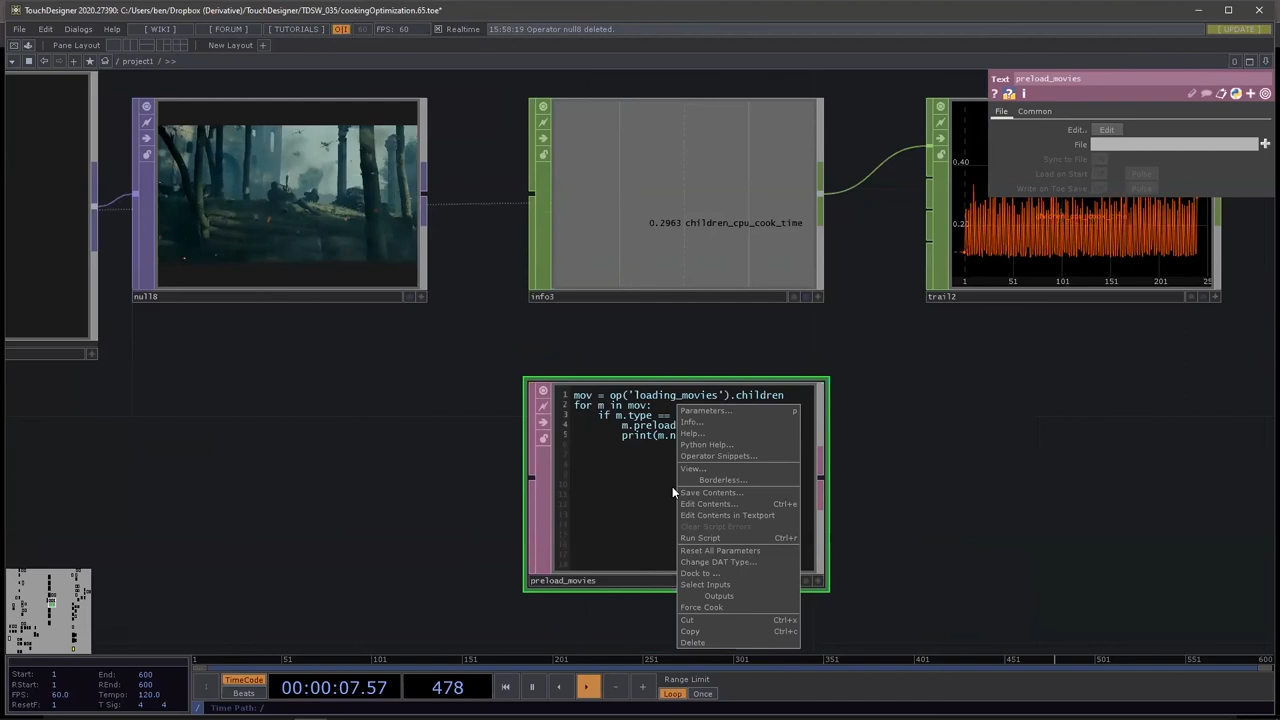 TouchDesigner 2020.27390: C:/Users/ben/Dropbox (Derivative)/TouchDesigner/TDSW_035/cookingOptimization.65.toe*
File Edit Dialogs Help [ WIKI ] [ FORUM ] [ TUTORIALS ] O|I 60 FPS: 60 Realtime 15:58:19 Operator null8 deleted. [ UPDATE ]
Pane Layout New Layout +
/ project1 / >> 0
Text preload_movies
? i
File Common
Edit.. Edit
File
Sync to File
Load on Start Pulse
Write on Toe Save Pulse
0.40
0.20
children_cpu_cook_time
1 51 101 151 201 25
0.2963 children_cpu_cook_time
null8 info3 trail2
1 mov = op('loading_movies').children
2 for m in mov:
3 if m.type ==
4 m.preload
5 print(m.n
preload_movies
Parameters... p
Info...
Help...
Python Help...
Operator Snippets...
View...
Borderless...
Save Contents...
Edit Contents... Ctrl+e
Edit Contents in Textport
Clear Script Errors
Run Script Ctrl+r
Reset All Parameters
Change DAT Type...
Dock to ...
Select Inputs
Outputs
Force Cook
Cut Ctrl+x
Copy Ctrl+c
Delete
1 51 101 151 201 251 301 351 401 451 501 551 600
Start: 1 End: 600
RStart: 1 REnd: 600
FPS: 60.0 Tempo: 120.0
ResetF: 1 T Sig: 4 4
TimeCode
Beats
00:00:07.57 478
Range Limit
Loop Once
/ Time Path: /